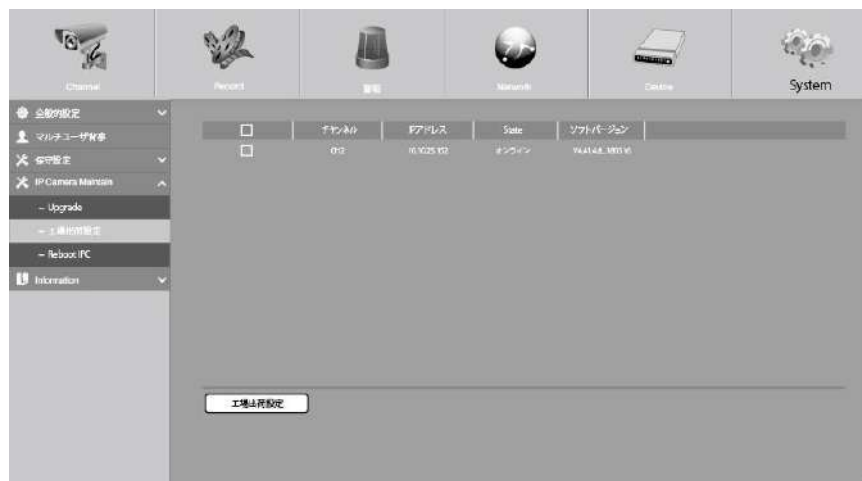 Channel
Record
Network
Device
System
全般的設定
チャンネル
IPアドレス
State
ソフトバージョン
CH2
オンライン
マルチユーザ
保守設定
IP Camera Maintain
– Upgrade
– 工場出荷設定
– Reboot IPC
Information
工場出荷設定